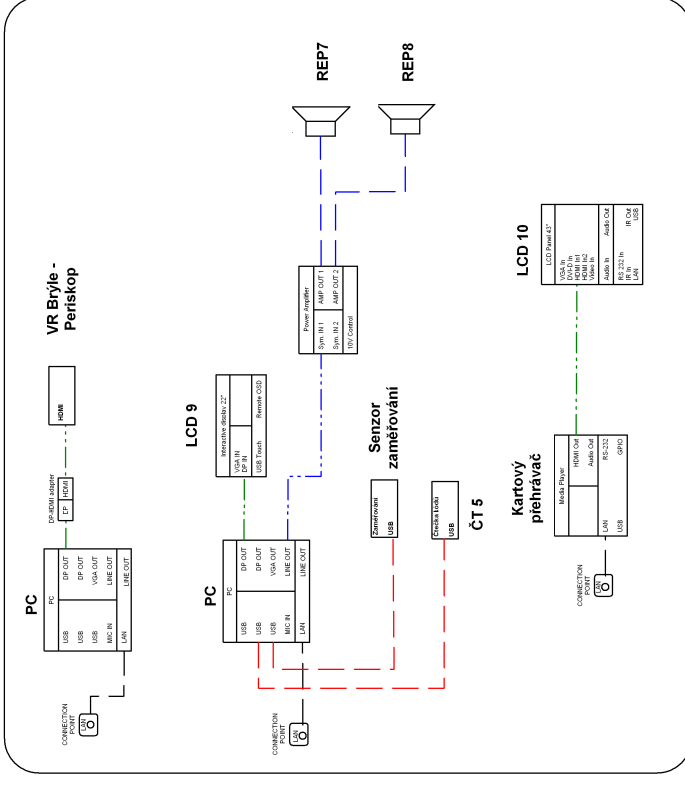 VR Brýle -
Periskop
PC
PC
USB
USB
USB
MIC IN
LAN
DP OUT
DP OUT
VGA OUT
LINE OUT
LINE OUT
DP-HDMI adapter
DP
HDMI
HDMI
CONNECTION
POINT
LAN
PC
PC
USB
USB
USB
MIC IN
LAN
DP OUT
DP OUT
VGA OUT
LINE OUT
LINE OUT
CONNECTION
POINT
LAN
LCD 9
Interactive display 22"
VGA IN
DP IN
USB Touch
Remote OSD
Power Amplifier
Sym. IN 1
AMP OUT 1
Sym. IN 2
AMP OUT 2
10V Control
REP7
REP8
Senzor
zaměřování
Zaměřování
USB
Čtečka kódů
USB
ČT 5
Kartový
přehrávač
Media Player
HDMI Out
Audio Out
LAN
RS-232
USB
GPIO
CONNECTION
POINT
LAN
LCD 10
LCD Panel 43"
VGA In
DVI-D In
HDMI In1
HDMI In2
Video In
Audio In
Audio Out
RS 232 In
IR In
IR Out
LAN
USB